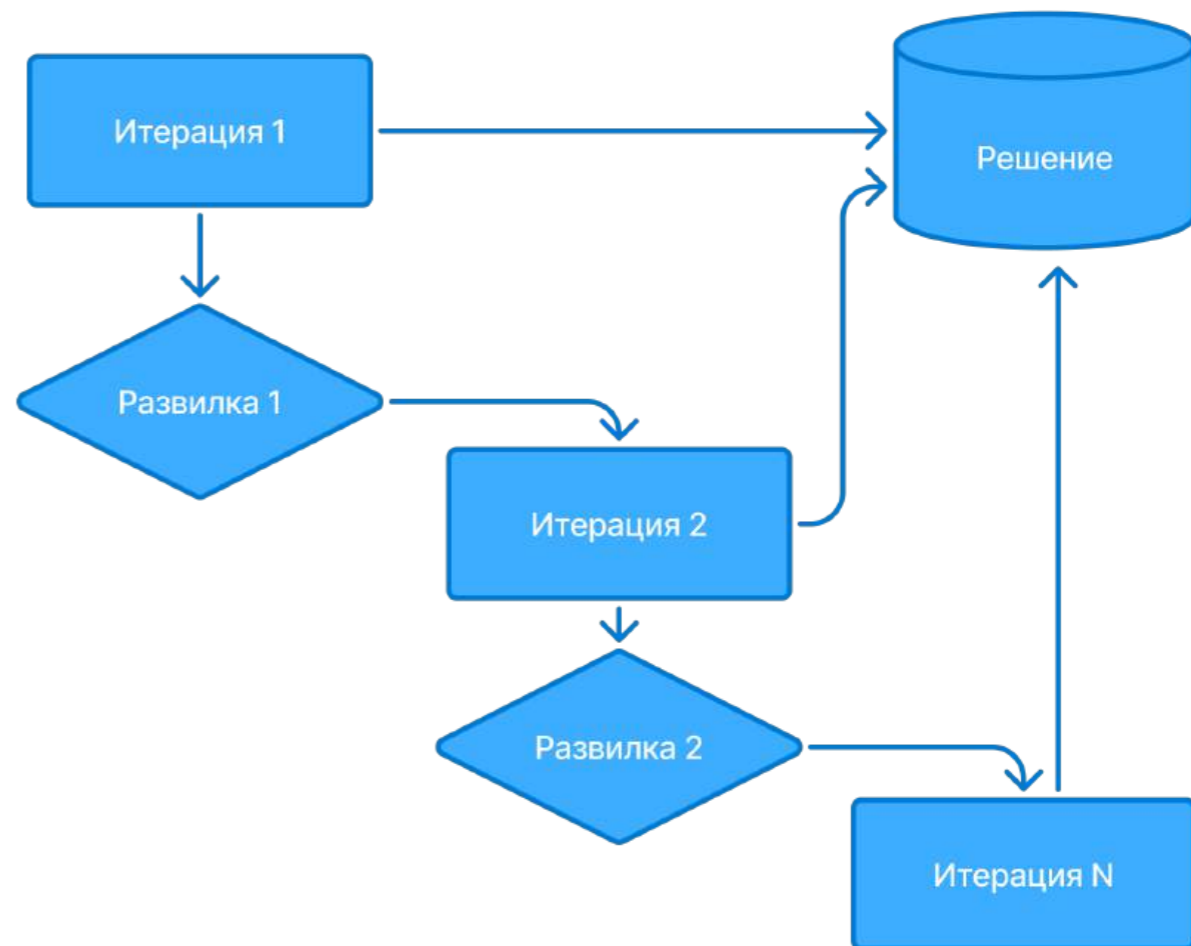 Итерация 1
Решение
Развилка 1
Итерация 2
Развилка 2
Итерация N